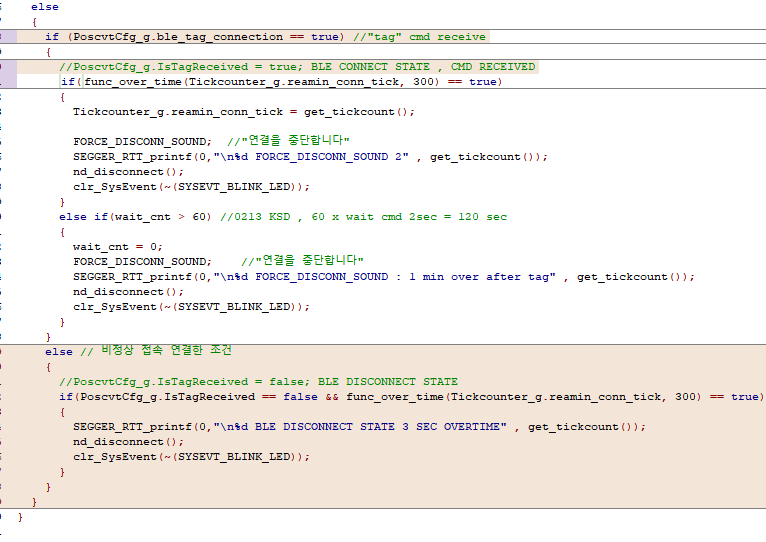 else
{
if (PoscvtCfg_g.ble_tag_connection == true) //"tag" cmd receive
{
//PoscvtCfg_g.IsTagReceived = true; BLE CONNECT STATE , CMD RECEIVED
if(func_over_time(Tickcounter_g.reamin_conn_tick, 300) == true)
{
Tickcounter_g.reamin_conn_tick = get_tickcount();
FORCE_DISCONN_SOUND; //"연결을 중단합니다"
SEGGER_RTT_printf(0,"\n%d FORCE_DISCONN_SOUND 2" , get_tickcount());
nd_disconnect();
clr_SysEvent(~(SYSEVT_BLINK_LED));
}
else if(wait_cnt > 60) //0213 KSD , 60 x wait cmd 2sec = 120 sec
{
wait_cnt = 0;
FORCE_DISCONN_SOUND; //"연결을 중단합니다"
SEGGER_RTT_printf(0,"\n%d FORCE_DISCONN_SOUND : 1 min over after tag" , get_tickcount());
nd_disconnect();
clr_SysEvent(~(SYSEVT_BLINK_LED));
}
}
else // 비정상 접속 연결한 조건
{
//PoscvtCfg_g.IsTagReceived = false; BLE DISCONNECT STATE
if(PoscvtCfg_g.IsTagReceived == false && func_over_time(Tickcounter_g.reamin_conn_tick, 300) == true)
{
SEGGER_RTT_printf(0,"\n%d BLE DISCONNECT STATE 3 SEC OVERTIME" , get_tickcount());
nd_disconnect();
clr_SysEvent(~(SYSEVT_BLINK_LED));
}
}
}
}